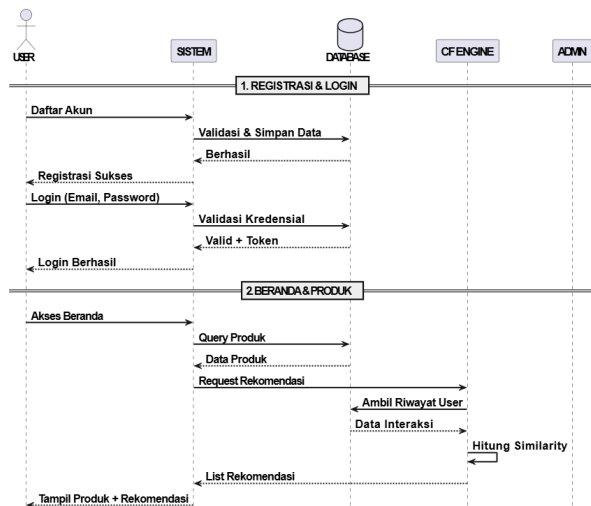 USER
SISTEM
DATABASE
CF ENGINE
ADMIN
1. REGISTRASI & LOGIN
Daftar Akun
Validasi & Simpan Data
Berhasil
Registrasi Sukses
Login (Email, Password)
Validasi Kredensial
Valid + Token
Login Berhasil
2. BERANDA & PRODUK
Akses Beranda
Query Produk
Data Produk
Request Rekomendasi
Ambil Riwayat User
Data Interaksi
Hitung Similarity
List Rekomendasi
Tampil Produk + Rekomendasi